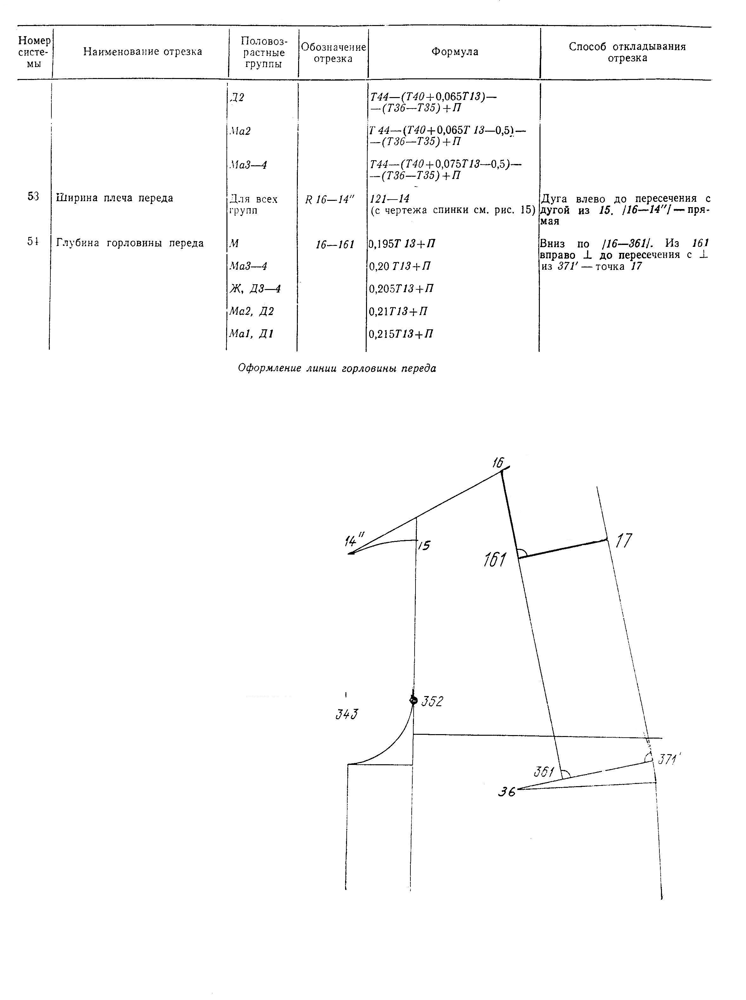 Номер систе- мы
Наименование отрезка
Половоз- растные группы
Обозначение отрезка
Формула
Способ откладывания отрезка
Д2
Т44—(Т40+0,065Т13)—
—(Т36—Т35)+П
Ма2
Т 44—(Т40+0,065Т 13—0,5)—
—(Т36—Т35)+П
Ма3—4
Т44—(Т40+0,075Т13—0,5)—
—(Т36—Т35)+П
53
Ширина плеча переда
Для всех
групп
R 16—14″
121—14
(с чертежа спинки см. рис. 15)
Дуга влево до пересечения с
дугой из 15. /16—14″/ — пря-
мая
54
Глубина горловины переда
М
16—161
0,195Т 13+П
Вниз по /16—361/. Из 161
вправо ⊥ до пересечения с ⊥
из 371′ — точка 17
Ма3—4
0,20 Т13+П
Ж, Д3—4
0,205Т13+П
Ма2, Д2
0,21Т13+П
Ма1, Д1
0,215Т13+П
Оформление линии горловины переда
16
14″
15
17
161
352
343
371′
361
36